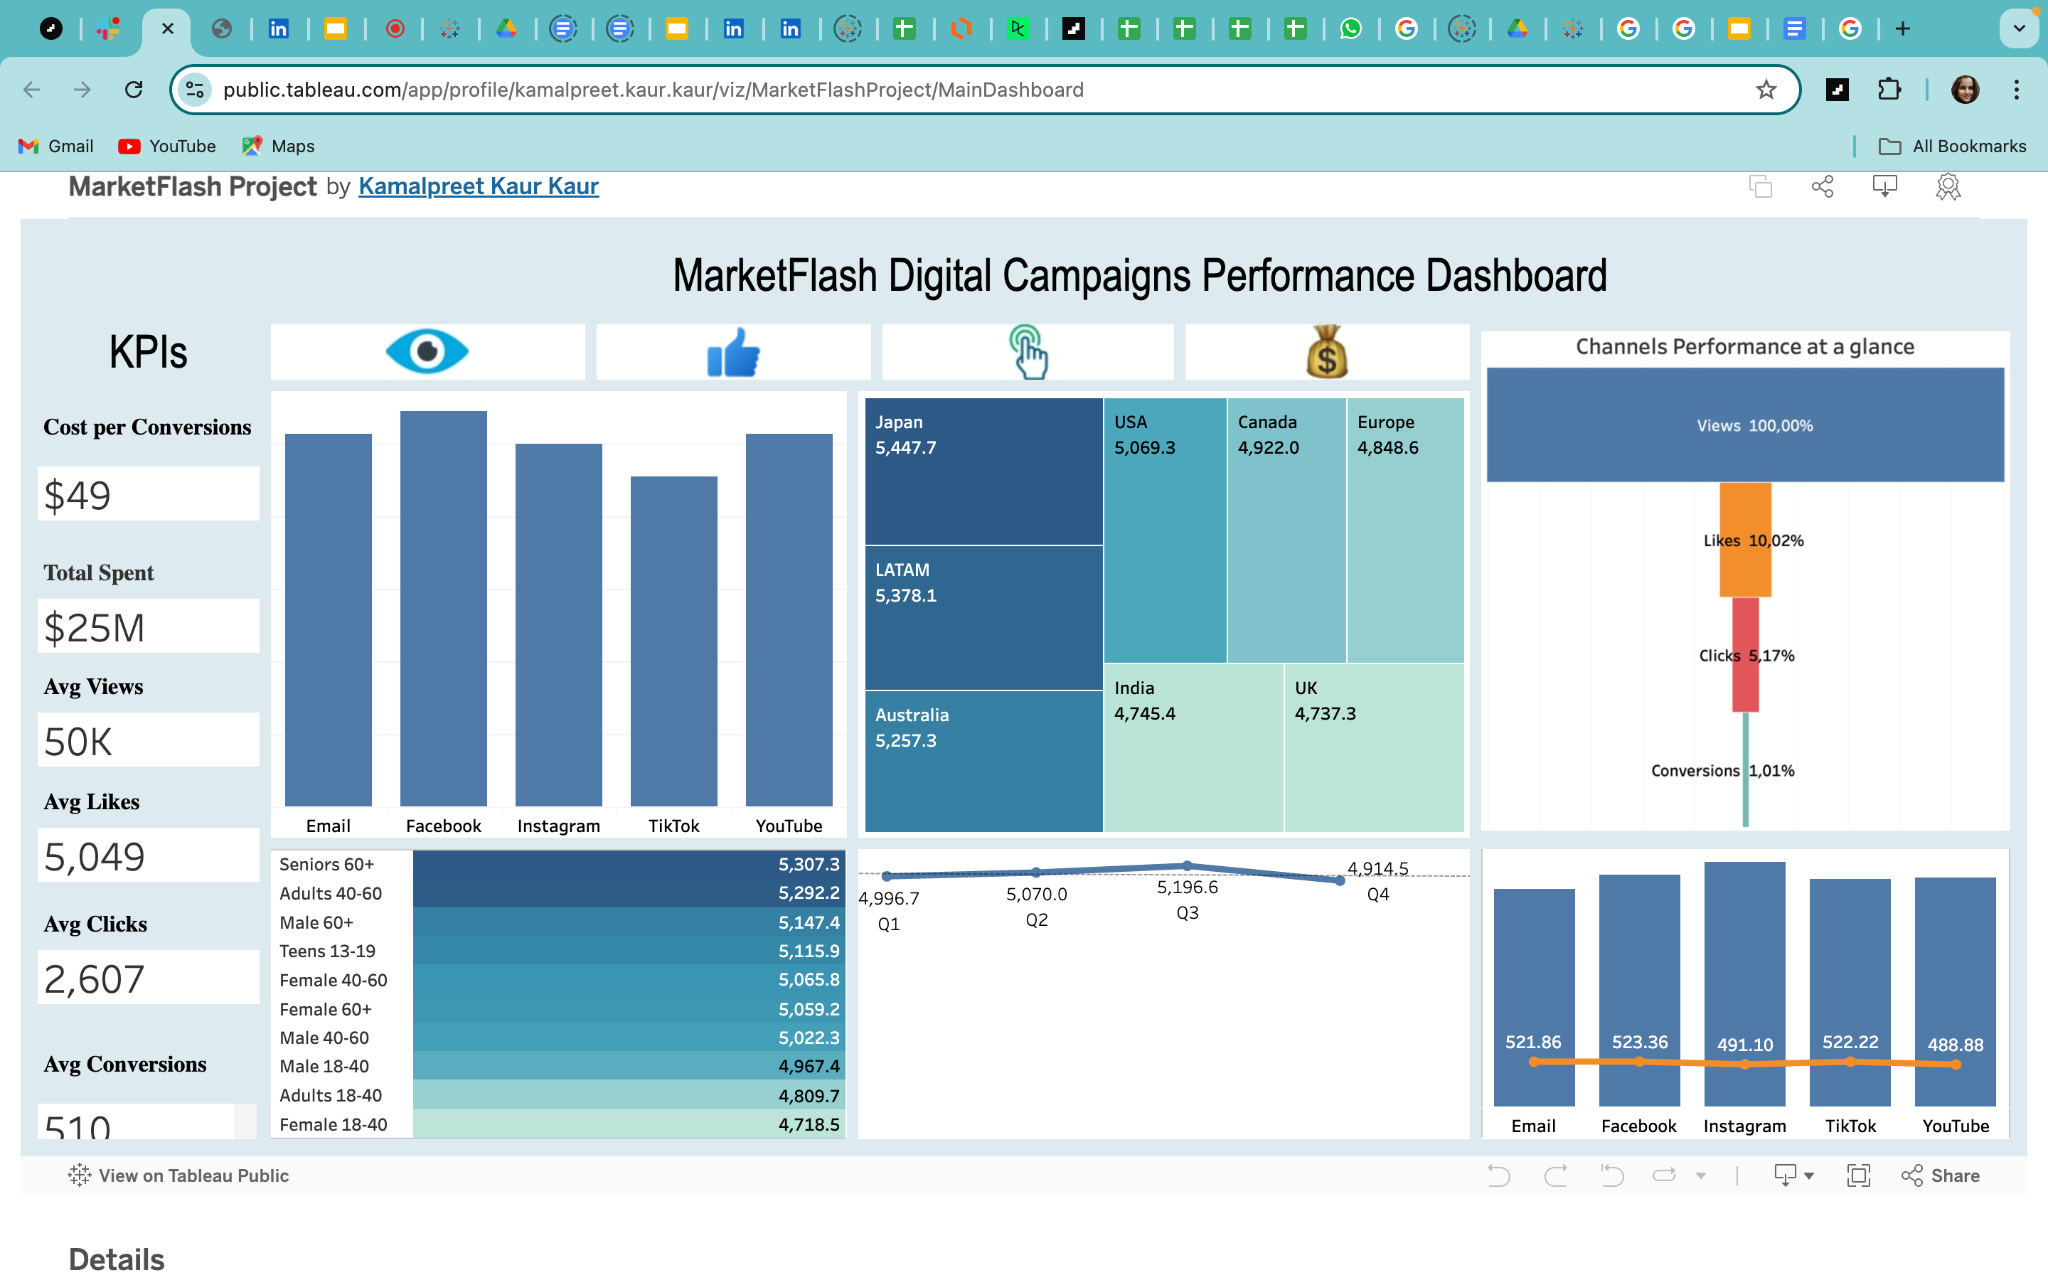 public.tableau.com/app/profile/kamalpreet.kaur.kaur/viz/MarketFlashProject/MainDashboard
Gmail
YouTube
Maps
All Bookmarks
MarketFlash Project by Kamalpreet Kaur Kaur
MarketFlash Digital Campaigns Performance Dashboard
KPIs
Cost per Conversions
$49
Total Spent
$25M
Avg Views
50K
Avg Likes
5,049
Avg Clicks
2,607
Avg Conversions
510
Email
Facebook
Instagram
TikTok
YouTube
Japan
5,447.7
LATAM
5,378.1
Australia
5,257.3
USA
5,069.3
Canada
4,922.0
Europe
4,848.6
India
4,745.4
UK
4,737.3
Channels Performance at a glance
Views 100,00%
Likes 10,02%
Clicks 5,17%
Conversions 1,01%
Seniors 60+ 5,307.3
Adults 40-60 5,292.2
Male 60+ 5,147.4
Teens 13-19 5,115.9
Female 40-60 5,065.8
Female 60+ 5,059.2
Male 40-60 5,022.3
Male 18-40 4,967.4
Adults 18-40 4,809.7
Female 18-40 4,718.5
4,996.7
Q1
5,070.0
Q2
5,196.6
Q3
4,914.5
Q4
521.86
523.36
491.10
522.22
488.88
Email
Facebook
Instagram
TikTok
YouTube
View on Tableau Public
Share
Details